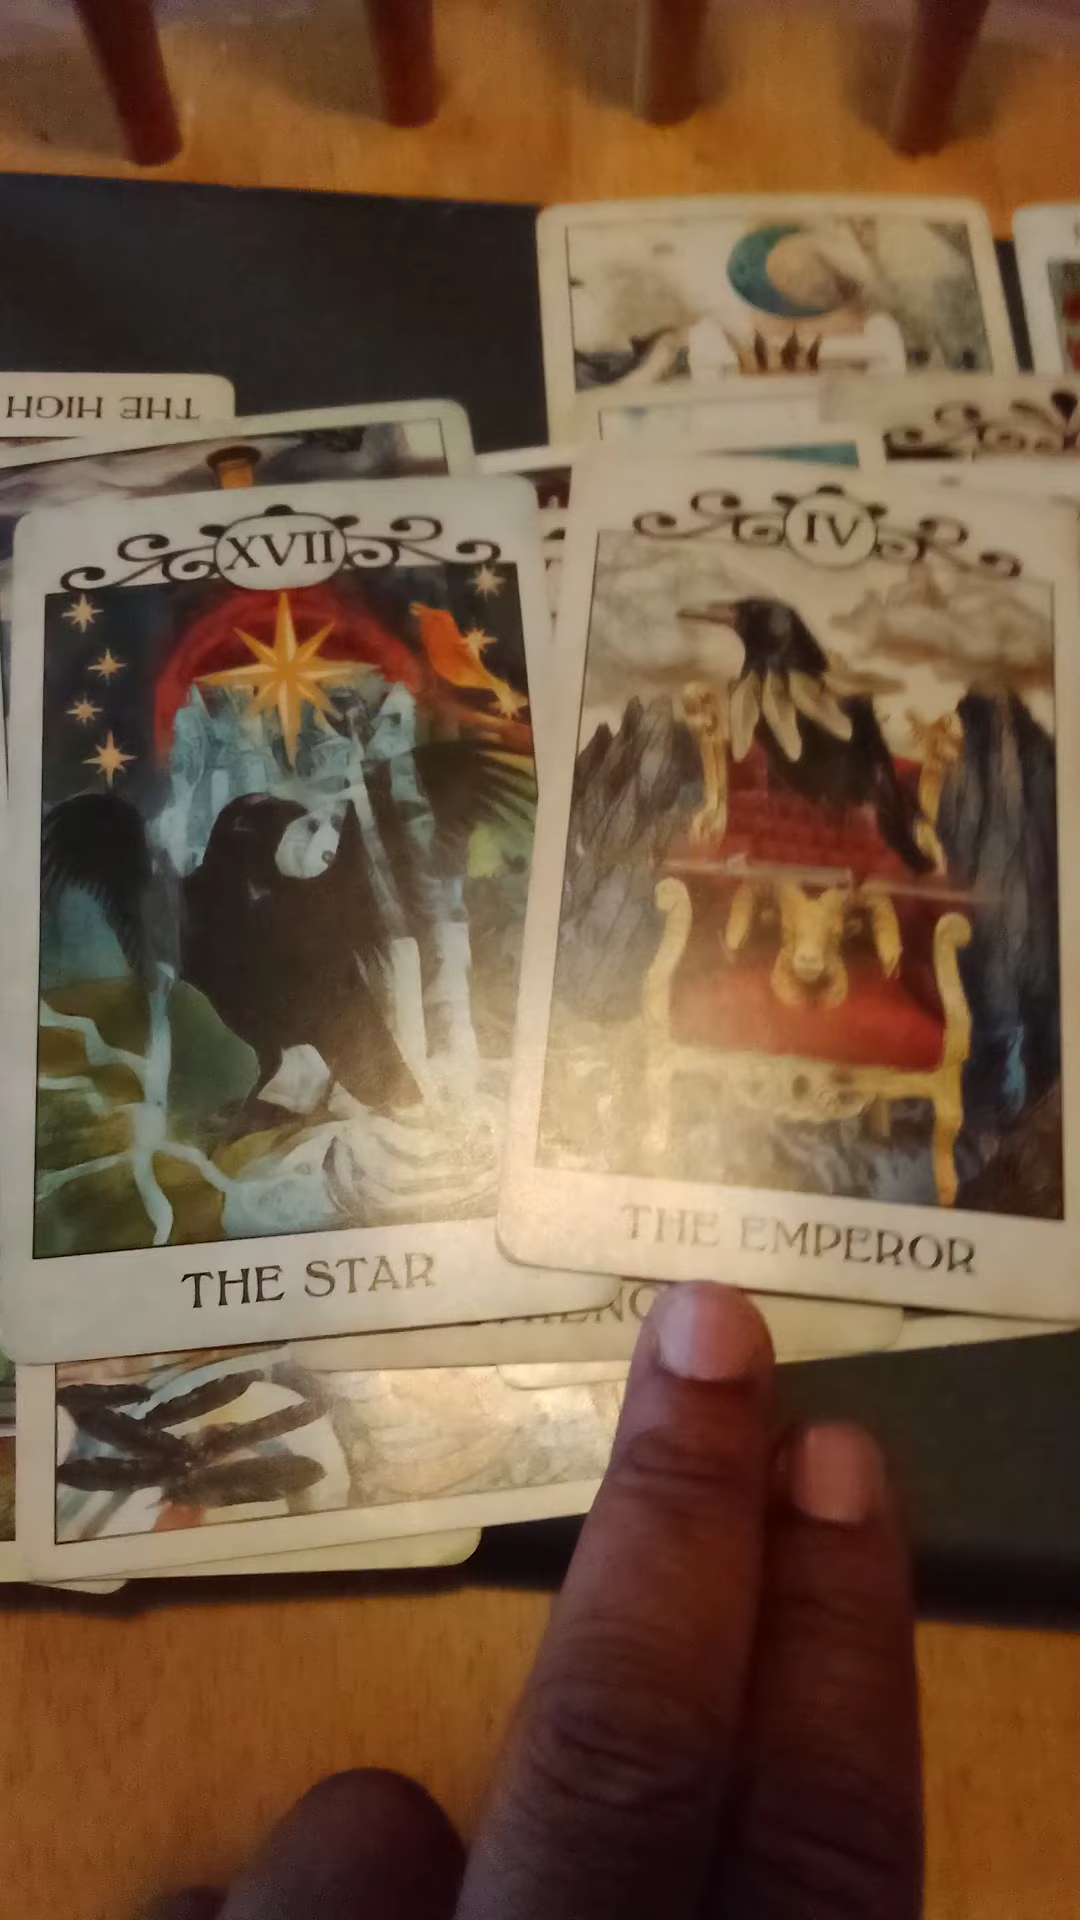 THE HIGH
XVII
IV
THE EMPEROR
THE STAR